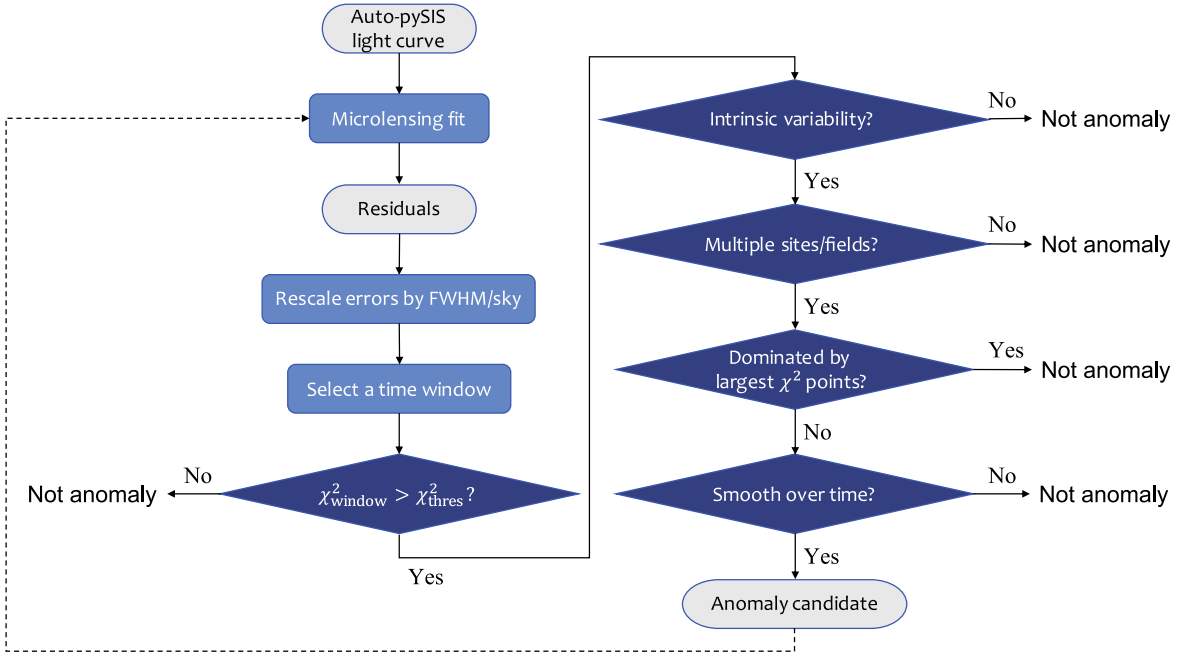 Auto-pySIS
light curve
Microlensing fit
Residuals
Rescale errors by FWHM/sky
Select a time window
χ²window > χ²thres?
No
Not anomaly
Yes
Intrinsic variability?
No
Not anomaly
Yes
Multiple sites/fields?
No
Not anomaly
Yes
Dominated by
largest χ² points?
Yes
Not anomaly
No
Smooth over time?
No
Not anomaly
Yes
Anomaly candidate